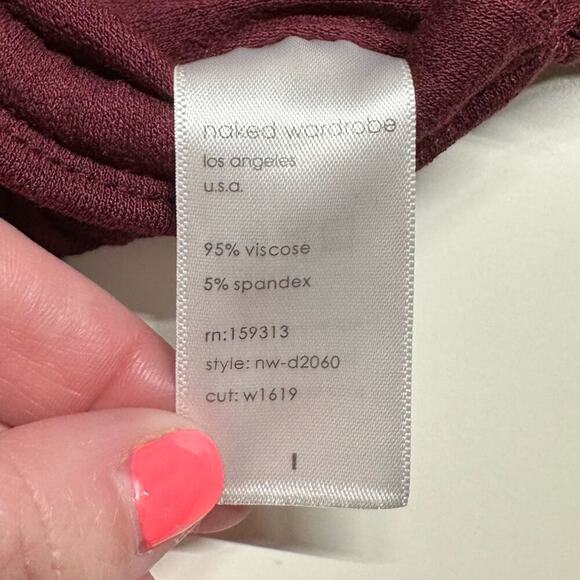 naked wardrobe
los angeles
u.s.a.
95% viscose
5% spandex
rn:159313
style: nw-d2060
cut: w1619
l